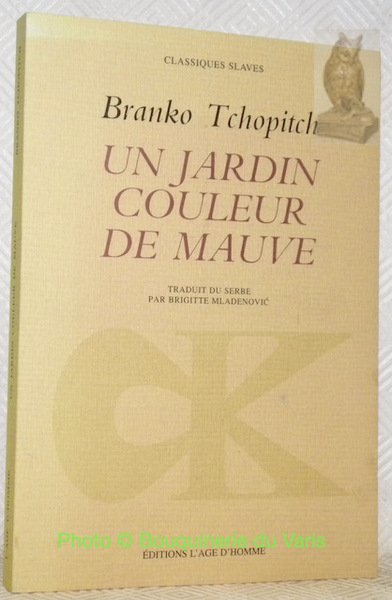 CLASSIQUES SLAVES
Branko Tchopitch
UN JARDIN
COULEUR
DE MAUVE
TRADUIT DU SERBE
PAR BRIGITTE MLADENOVIĆ
CK
Photo © Bouquinerie du Varis
ÉDITIONS L'AGE D'HOMME